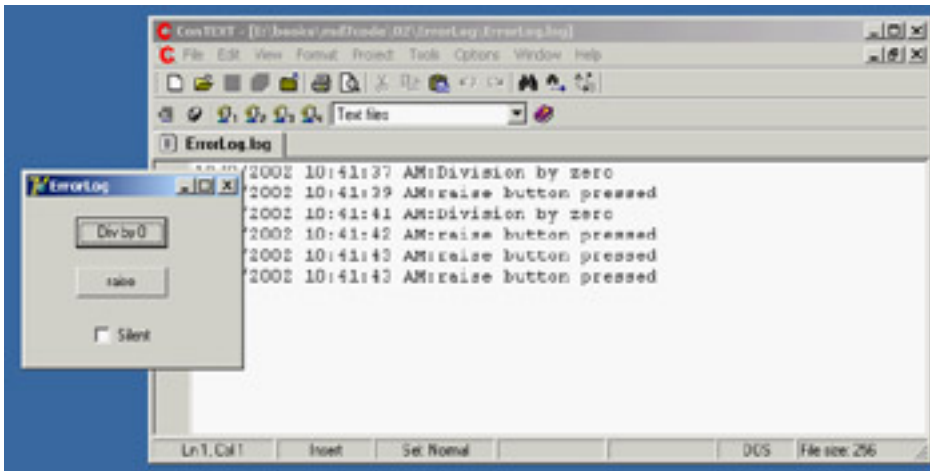 ConTEXT - [E:\books\md7code\02\ErrorLog\ErrorLog.log]
File Edit View Format Project Tools Options Window Help
Text files
ErrorLog.log
/2002 10:41:37 AM:Division by zero
/2002 10:41:39 AM:raise button pressed
/2002 10:41:41 AM:Division by zero
/2002 10:41:42 AM:raise button pressed
/2002 10:41:43 AM:raise button pressed
/2002 10:41:43 AM:raise button pressed
ErrorLog
Div by 0
raise
Silent
Ln 1, Col 1 Insert Sel: Normal DOS File size: 256